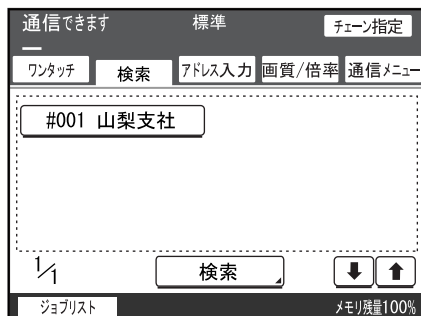 通信できます 標準 チェーン指定
ワンタッチ 検索 アドレス入力 画質/倍率 通信メニュー
#001 山梨支社
1/1 検索
ジョブリスト メモリ残量100%